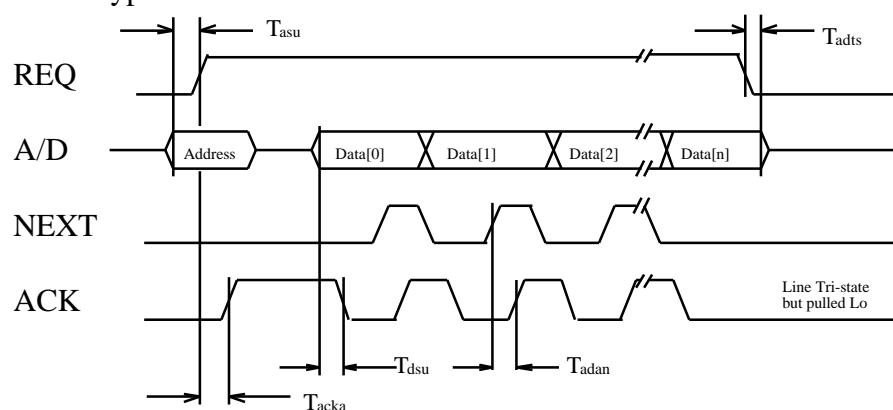 Tasu
Tadts
REQ
A/D
Address
Data[0]
Data[1]
Data[2]
Data[n]
NEXT
ACK
Line Tri-state
but pulled Lo
Tdsu
Tadan
Tacka